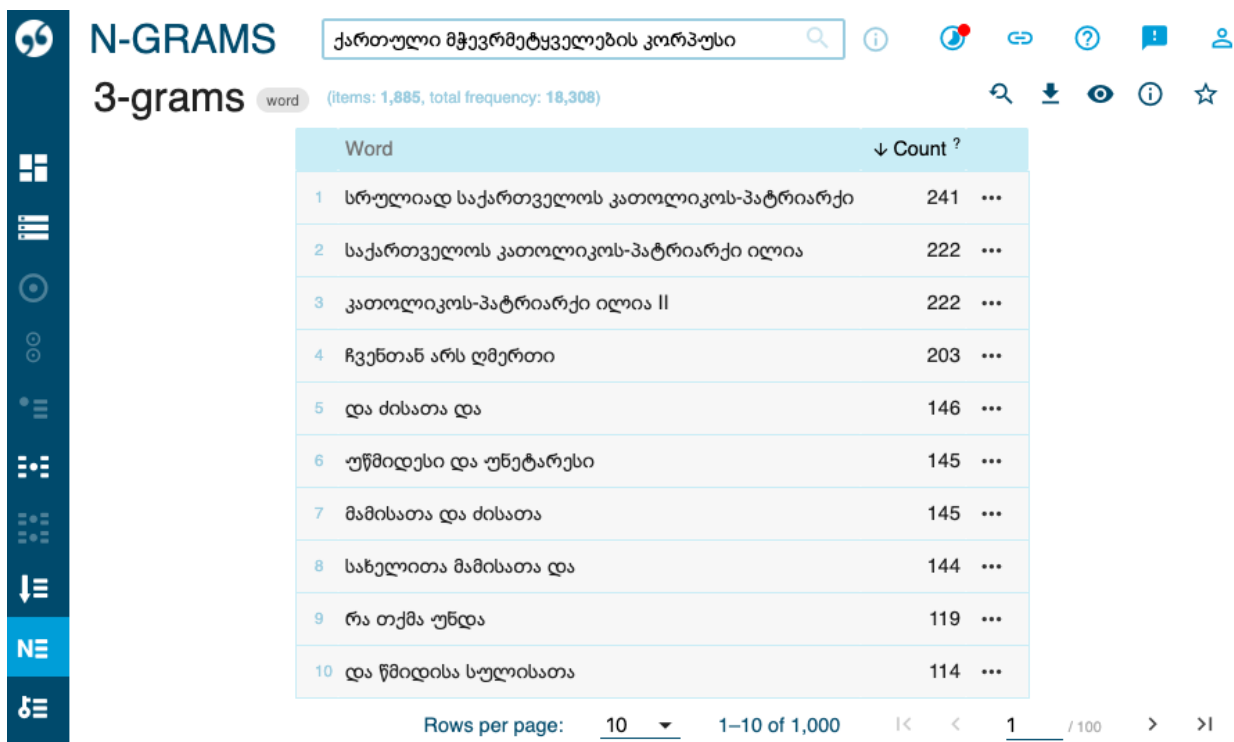 N-GRAMS
ქართული მჭევრმეტყველების კორპუსი
3-grams word (items: 1,885, total frequency: 18,308)
Word Count ?
1 სრულიად საქართველოს კათოლიკოს-პატრიარქი 241
2 საქართველოს კათოლიკოს-პატრიარქი ილია 222
3 კათოლიკოს-პატრიარქი ილია II 222
4 ჩვენთან არს ღმერთი 203
5 და ძისათა და 146
6 უწმიდესი და უნეტარესი 145
7 მამისათა და ძისათა 145
8 სახელითა მამისათა და 144
9 რა თქმა უნდა 119
10 და წმიდისა სულისათა 114
Rows per page: 10 1–10 of 1,000 1 / 100